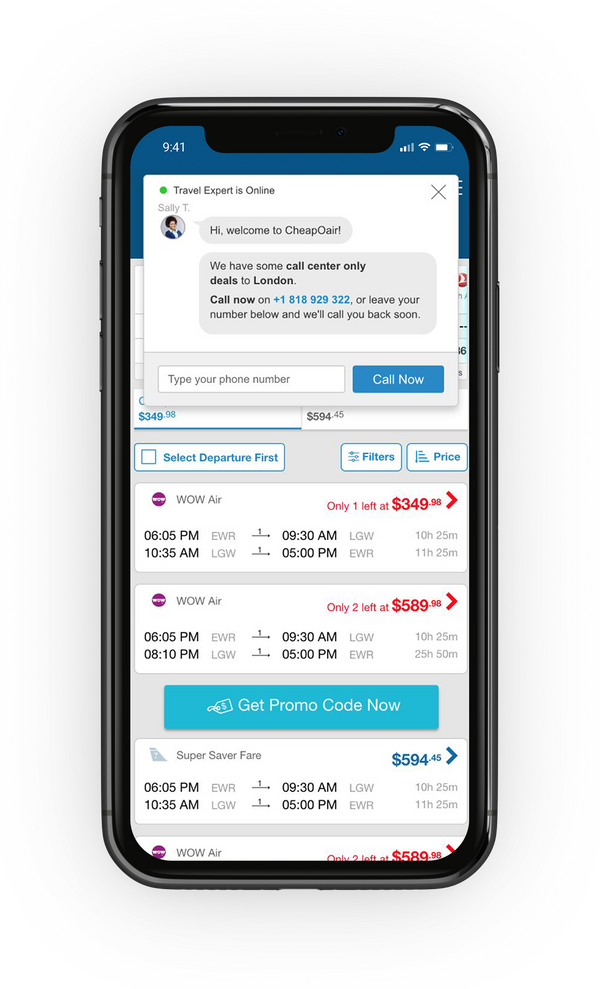 9:41
Travel Expert is Online
Sally T.
Hi, welcome to CheapOair!
We have some call center only
deals to London.
Call now on +1 818 929 322, or leave your
number below and we'll call you back soon.
Type your phone number
Call Now
$349.98
$594.45
Select Departure First
Filters
Price
WOW
WOW Air
Only 1 left at $349.98
06:05 PM EWR 1 09:30 AM LGW 10h 25m
10:35 AM LGW 1 05:00 PM EWR 11h 25m
WOW
WOW Air
Only 2 left at $589.98
06:05 PM EWR 1 09:30 AM LGW 10h 25m
08:10 PM LGW 1 05:00 PM EWR 25h 50m
Get Promo Code Now
Super Saver Fare
$594.45
06:05 PM EWR 1 09:30 AM LGW 10h 25m
10:35 AM LGW 1 05:00 PM EWR 11h 25m
WOW
WOW Air
Only 2 left at $589.98